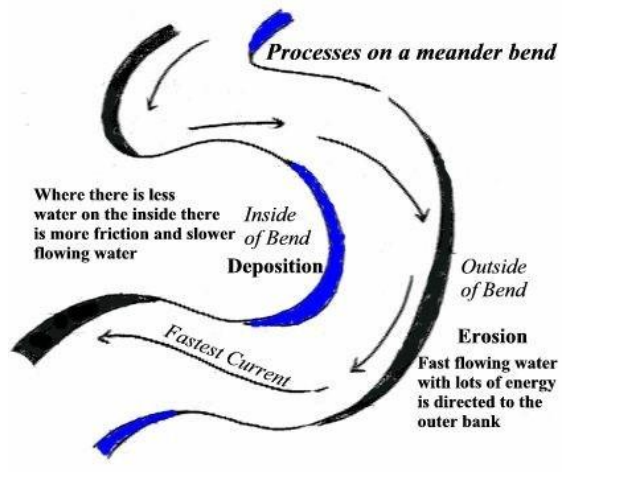 Processes on a meander bend
Where there is less
water on the inside there
is more friction and slower
flowing water
Inside
of Bend
Deposition
Outside
of Bend
Erosion
Fast flowing water
with lots of energy
is directed to the
outer bank
Fastest Current